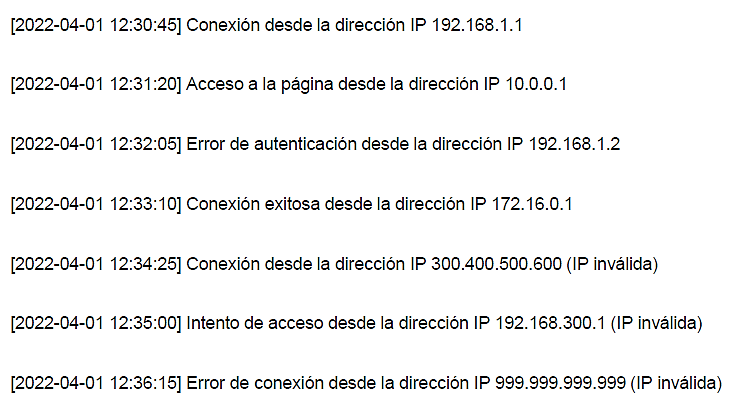 [2022-04-01 12:30:45] Conexión desde la dirección IP 192.168.1.1
[2022-04-01 12:31:20] Acceso a la página desde la dirección IP 10.0.0.1
[2022-04-01 12:32:05] Error de autenticación desde la dirección IP 192.168.1.2
[2022-04-01 12:33:10] Conexión exitosa desde la dirección IP 172.16.0.1
[2022-04-01 12:34:25] Conexión desde la dirección IP 300.400.500.600 (IP inválida)
[2022-04-01 12:35:00] Intento de acceso desde la dirección IP 192.168.300.1 (IP inválida)
[2022-04-01 12:36:15] Error de conexión desde la dirección IP 999.999.999.999 (IP inválida)